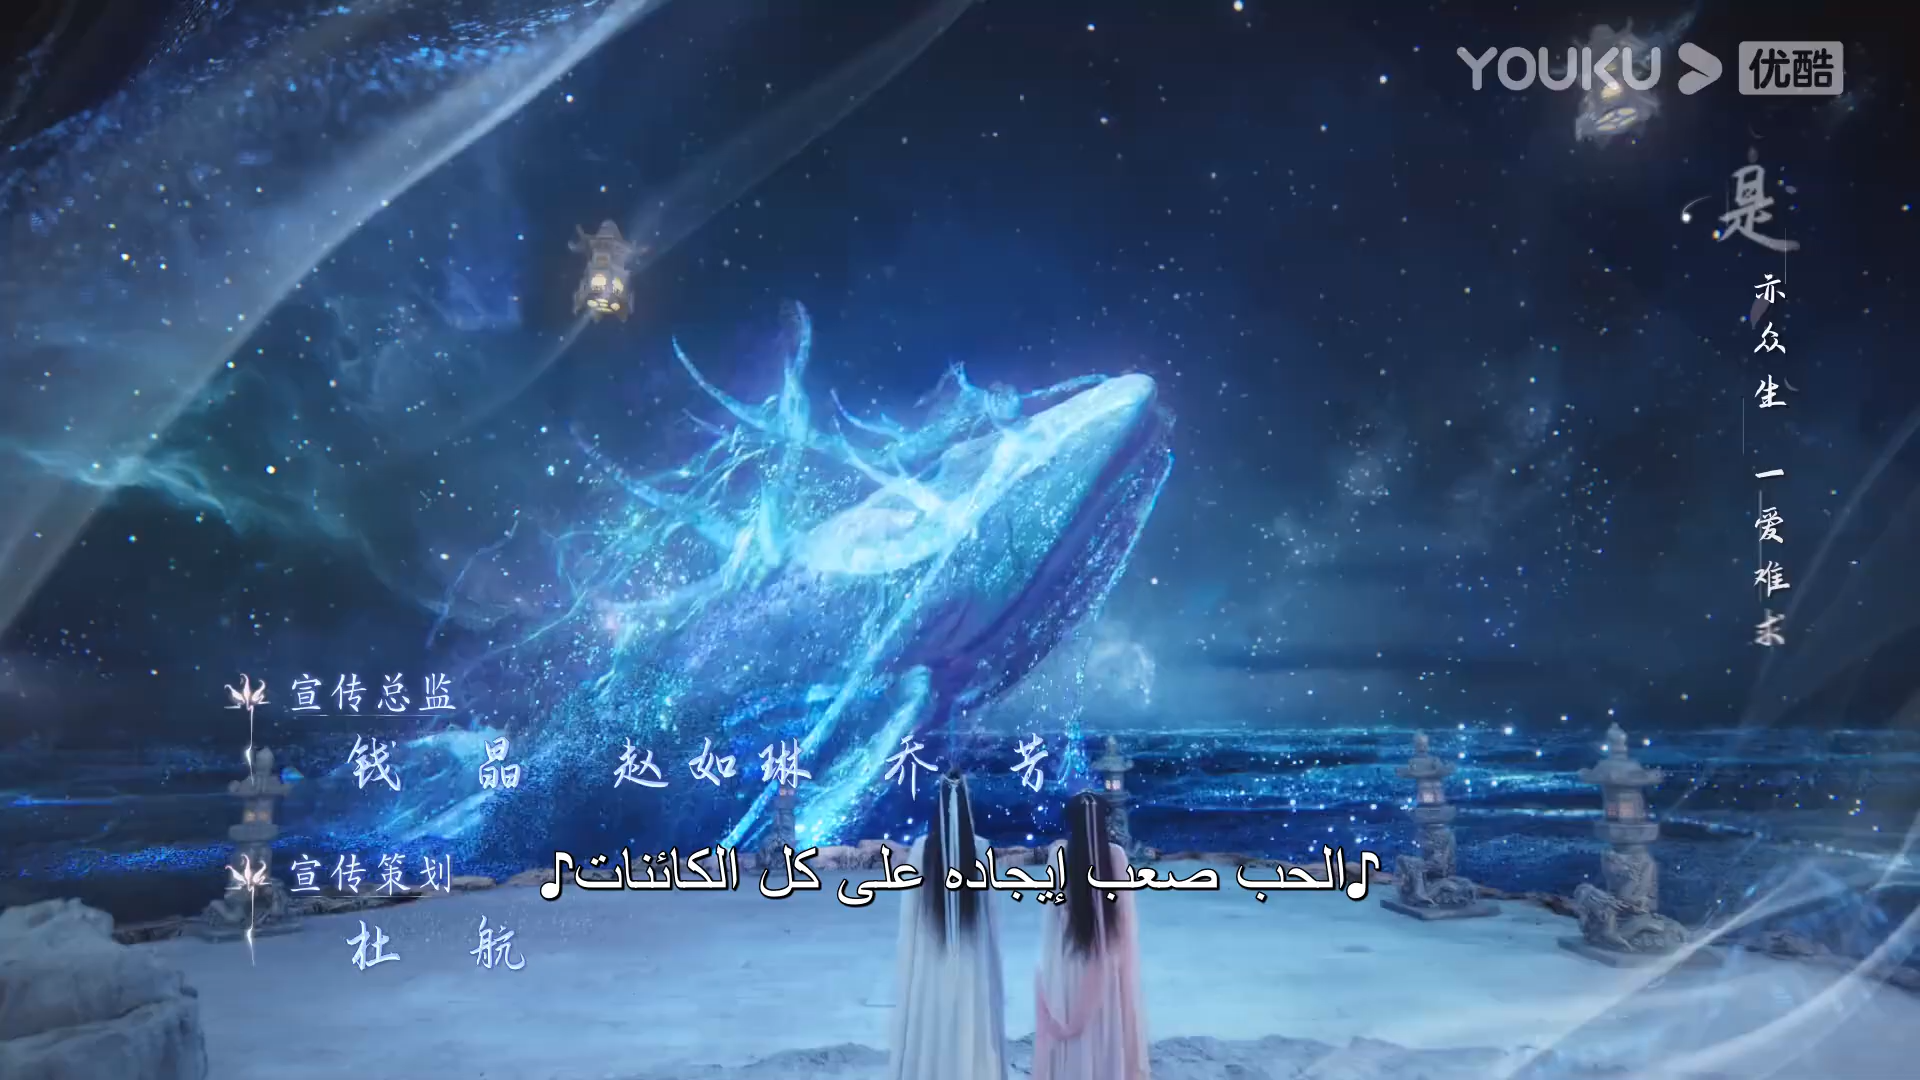 YOUKU 优酷
是
亦众生 一爱难求
宣传总监
钱晶 赵如琳 乔芳
♪الحب صعب إيجاده على كل الكائنات♪
宣传策划
杜航